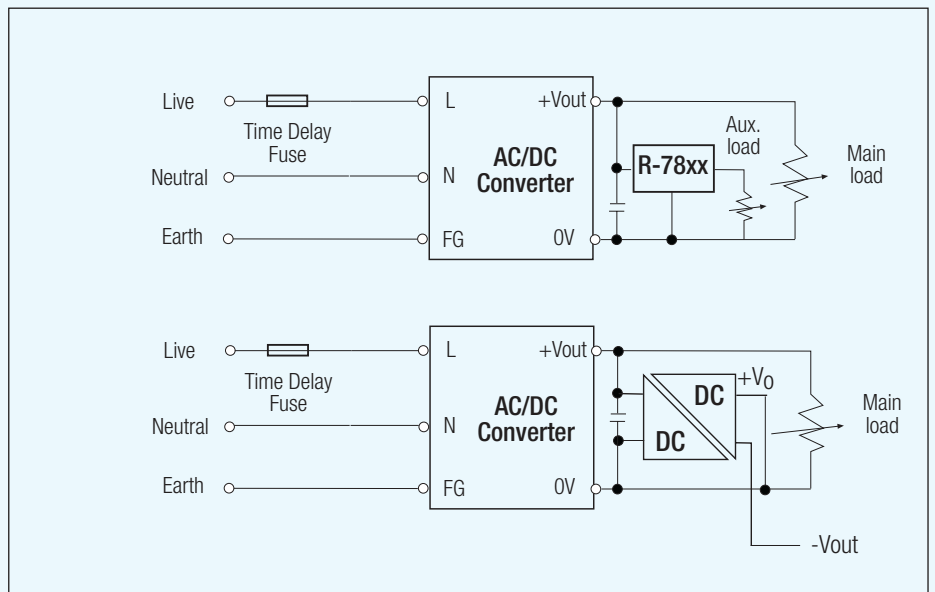 Live
Time Delay
Fuse
Neutral
Earth
L
N
FG
AC/DC
Converter
+Vout
0V
R-78xx
Aux.
load
Main
load
Live
Time Delay
Fuse
Neutral
Earth
L
N
FG
AC/DC
Converter
+Vout
0V
DC
DC
+VO
Main
load
-Vout